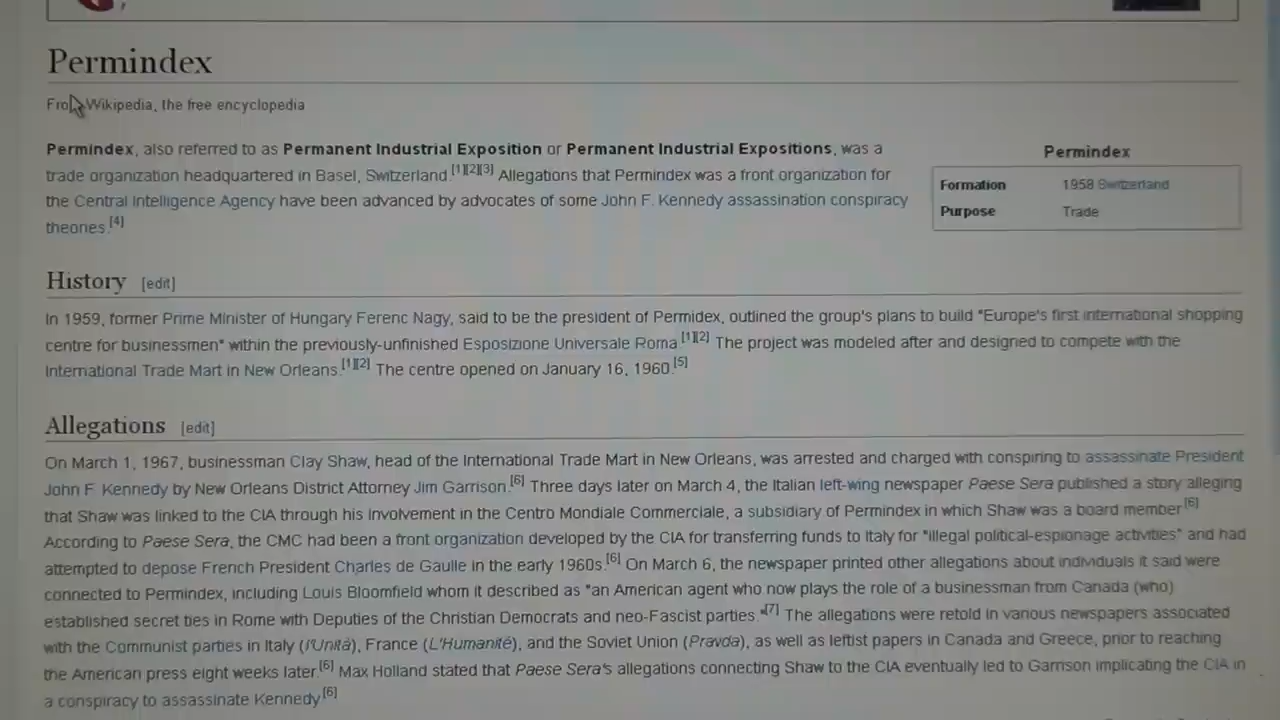 Permindex
From Wikipedia, the free encyclopedia
Permindex, also referred to as Permanent Industrial Exposition or Permanent Industrial Expositions, was a
trade organization headquartered in Basel, Switzerland.[1][2][3] Allegations that Permindex was a front organization for
the Central Intelligence Agency have been advanced by advocates of some John F. Kennedy assassination conspiracy
theories.[4]
Permindex
Formation 1958 Switzerland
Purpose Trade
History [edit]
In 1959, former Prime Minister of Hungary Ferenc Nagy, said to be the president of Permidex, outlined the group's plans to build "Europe's first international shopping
centre for businessmen" within the previously-unfinished Esposizione Universale Roma.[1][2] The project was modeled after and designed to compete with the
International Trade Mart in New Orleans.[1][2] The centre opened on January 16, 1960.[5]
Allegations [edit]
On March 1, 1967, businessman Clay Shaw, head of the International Trade Mart in New Orleans, was arrested and charged with conspiring to assassinate President
John F. Kennedy by New Orleans District Attorney Jim Garrison.[6] Three days later on March 4, the Italian left-wing newspaper Paese Sera published a story alleging
that Shaw was linked to the CIA through his involvement in the Centro Mondiale Commerciale, a subsidiary of Permindex in which Shaw was a board member.[6]
According to Paese Sera, the CMC had been a front organization developed by the CIA for transferring funds to Italy for "illegal political-espionage activities" and had
attempted to depose French President Charles de Gaulle in the early 1960s.[6] On March 6, the newspaper printed other allegations about individuals it said were
connected to Permindex, including Louis Bloomfield whom it described as "an American agent who now plays the role of a businessman from Canada (who)
established secret ties in Rome with Deputies of the Christian Democrats and neo-Fascist parties."[7] The allegations were retold in various newspapers associated
with the Communist parties in Italy (l'Unità), France (L'Humanité), and the Soviet Union (Pravda), as well as leftist papers in Canada and Greece, prior to reaching
the American press eight weeks later.[6] Max Holland stated that Paese Sera's allegations connecting Shaw to the CIA eventually led to Garrison implicating the CIA in
a conspiracy to assassinate Kennedy.[6]